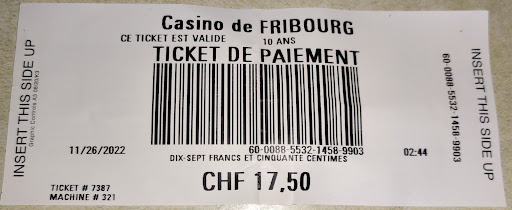 Casino de FRIBOURG
CE TICKET EST VALIDE 10 ANS
TICKET DE PAIEMENT
INSERT THIS SIDE UP
60-0088-5532-1458-9903
INSERT THIS SIDE UP
11/26/2022
60-0088-5532-1458-9903
02:44
DIX-SEPT FRANCS ET CINQUANTE CENTIMES
CHF 17,50
TICKET # 7387
MACHINE # 321